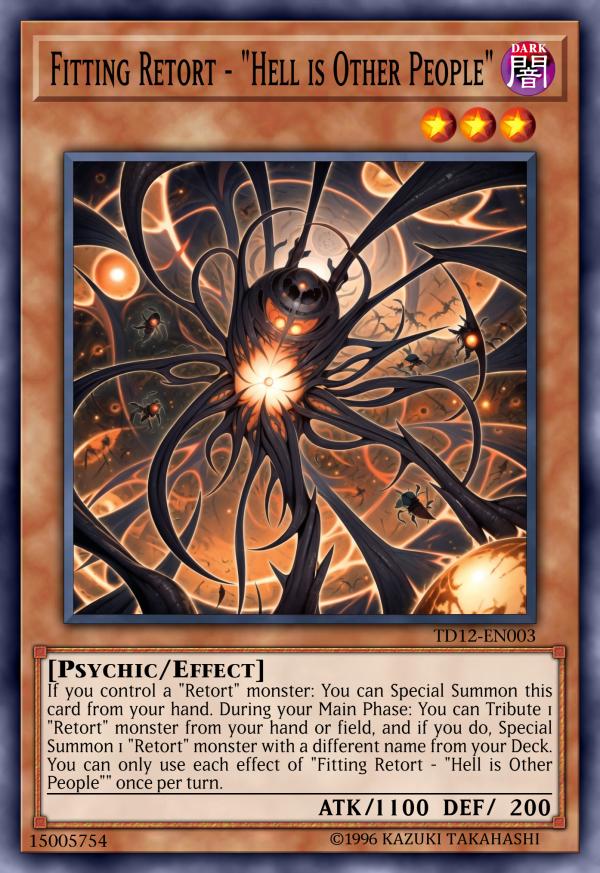 Fitting Retort - "Hell is Other People"
DARK
闇
TD12-EN003
[Psychic/Effect]
If you control a "Retort" monster: You can Special Summon this
card from your hand. During your Main Phase: You can Tribute 1
"Retort" monster from your hand or field, and if you do, Special
Summon 1 "Retort" monster with a different name from your Deck.
You can only use each effect of "Fitting Retort - "Hell is Other
People"" once per turn.
ATK/1100 DEF/ 200
15005754
©1996 KAZUKI TAKAHASHI